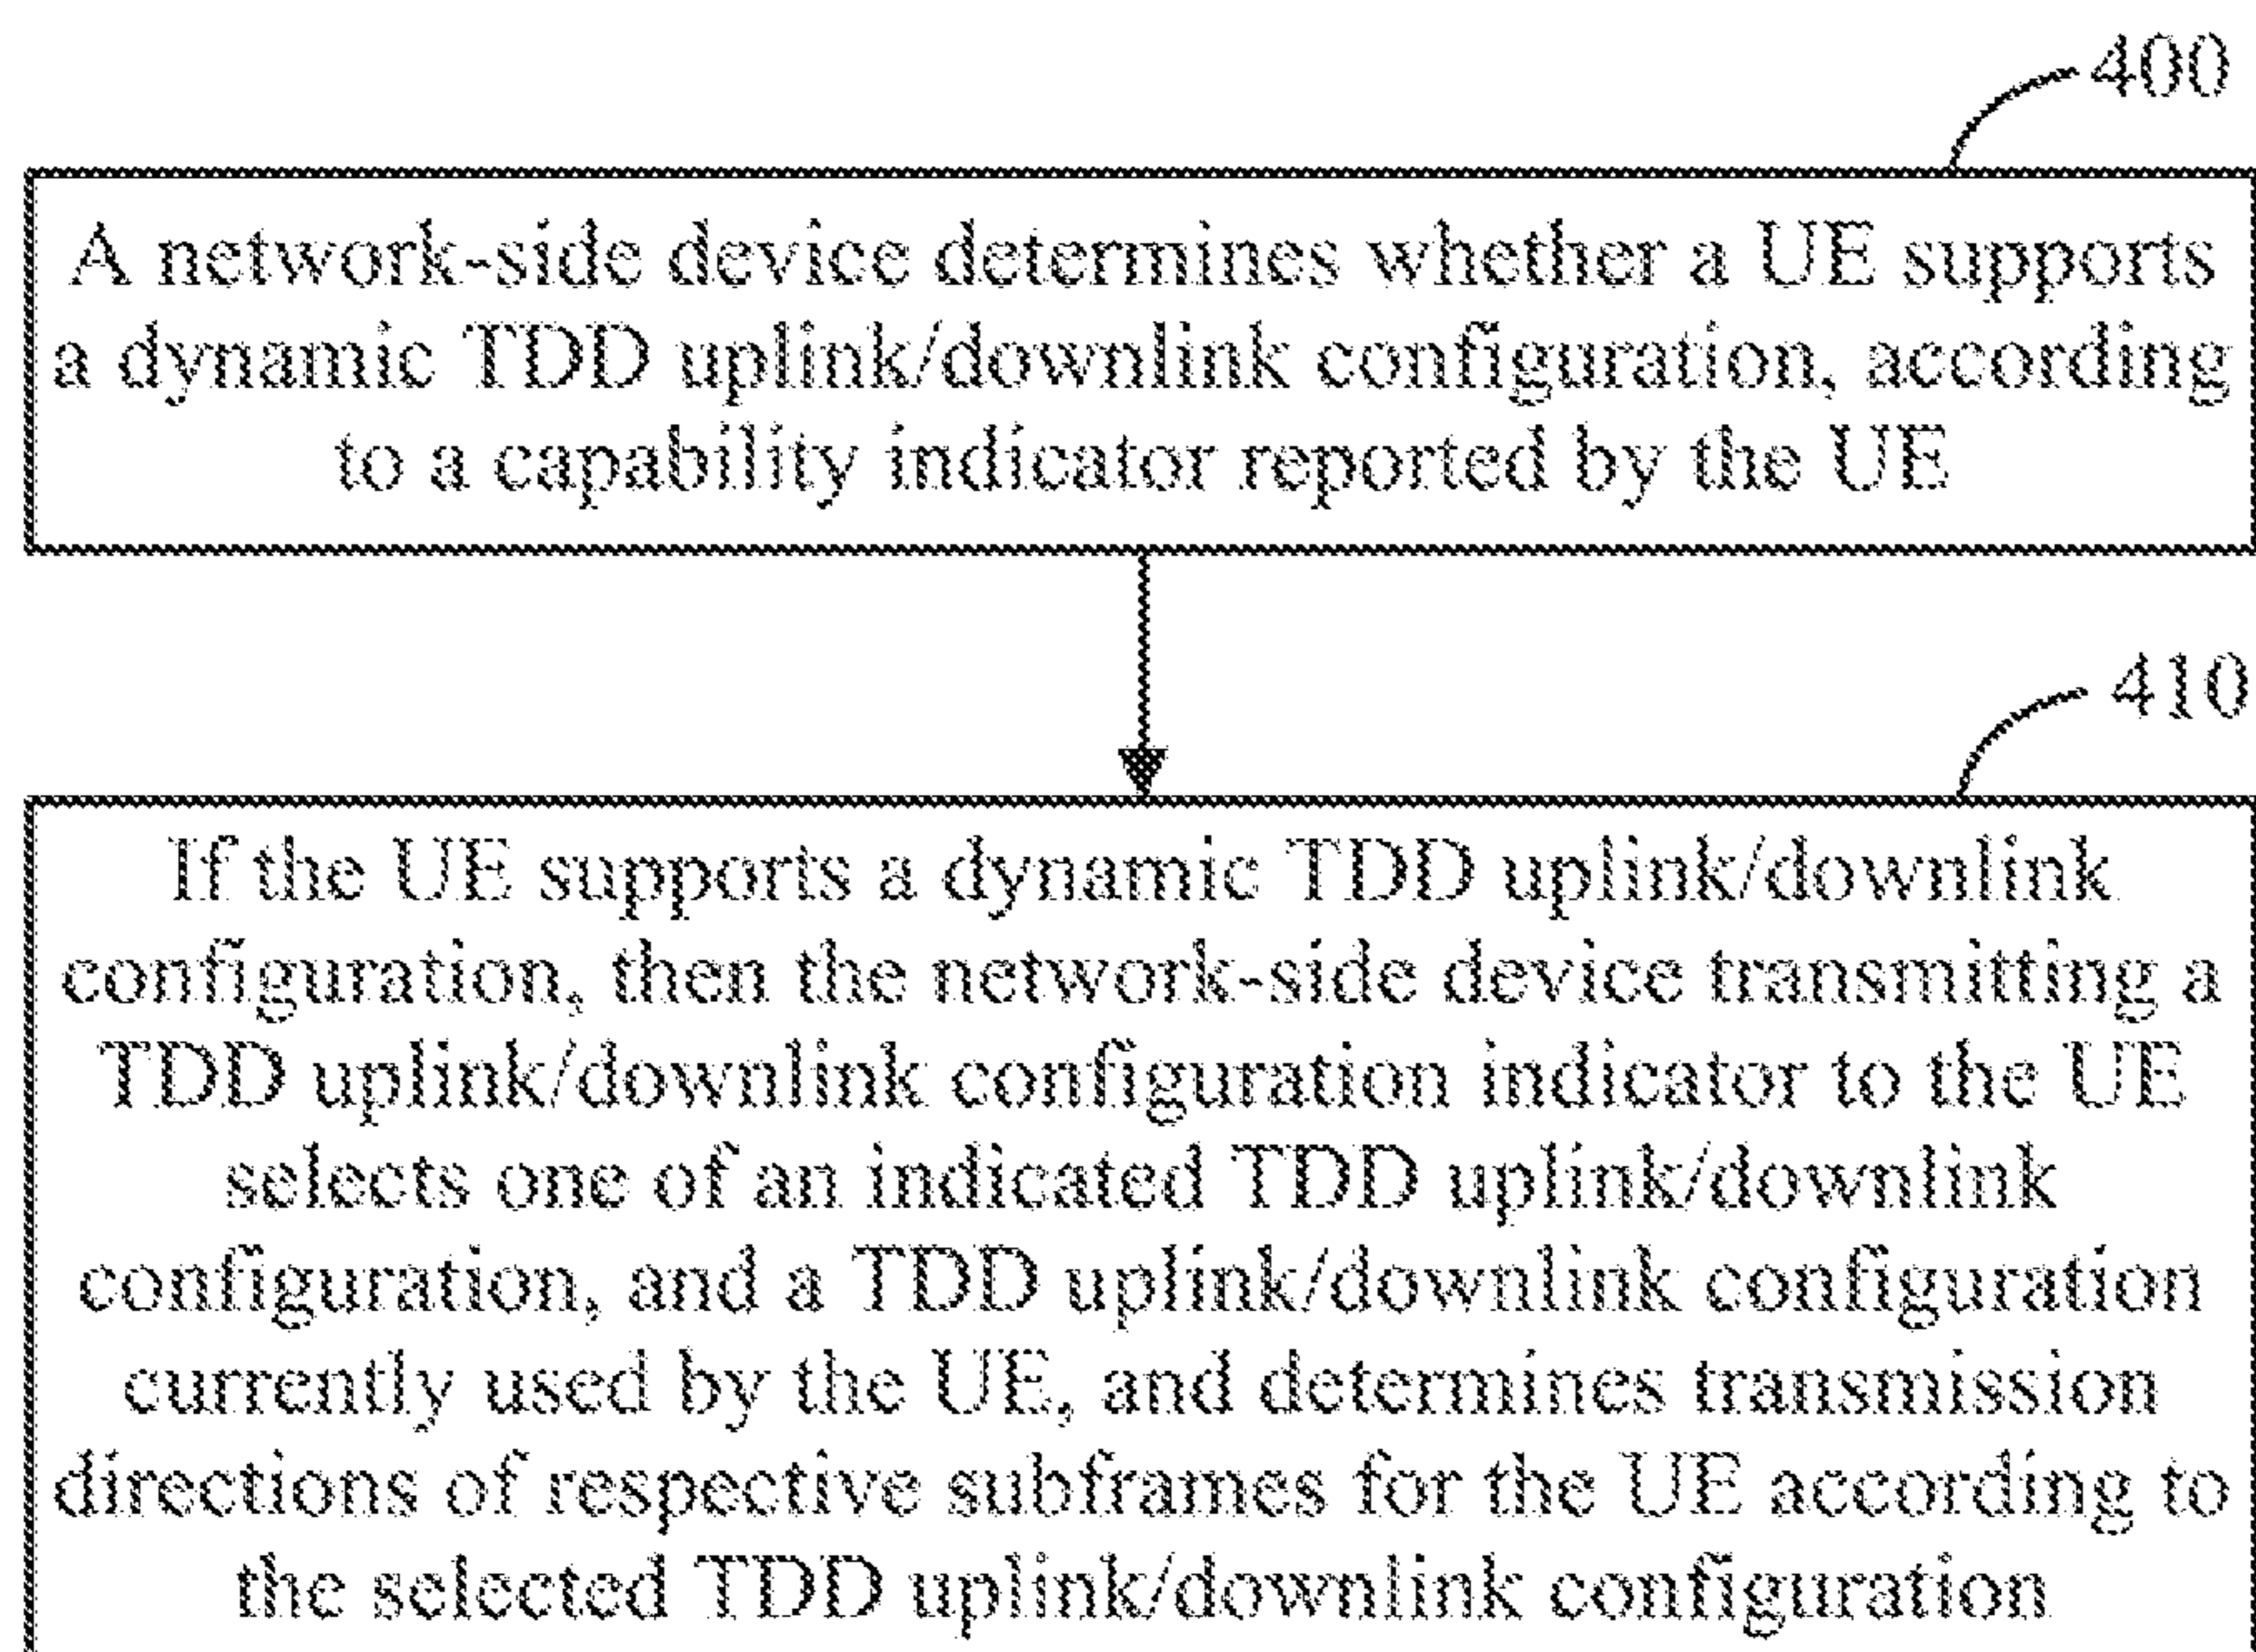 400
A network-side device determines whether a UE supports
a dynamic TDD uplink/downlink configuration, according
to a capability indicator reported by the UE
410
If the UE supports a dynamic TDD uplink/downlink
configuration, then the network-side device transmitting a
TDD uplink/downlink configuration indicator to the UE
selects one of an indicated TDD uplink/downlink
configuration, and a TDD uplink/downlink configuration
currently used by the UE, and determines transmission
directions of respective subframes for the UE according to
the selected TDD uplink/downlink configuration